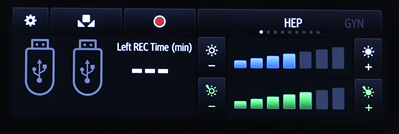 HEP
GYN
Left REC Time (min)
---
− +
− +